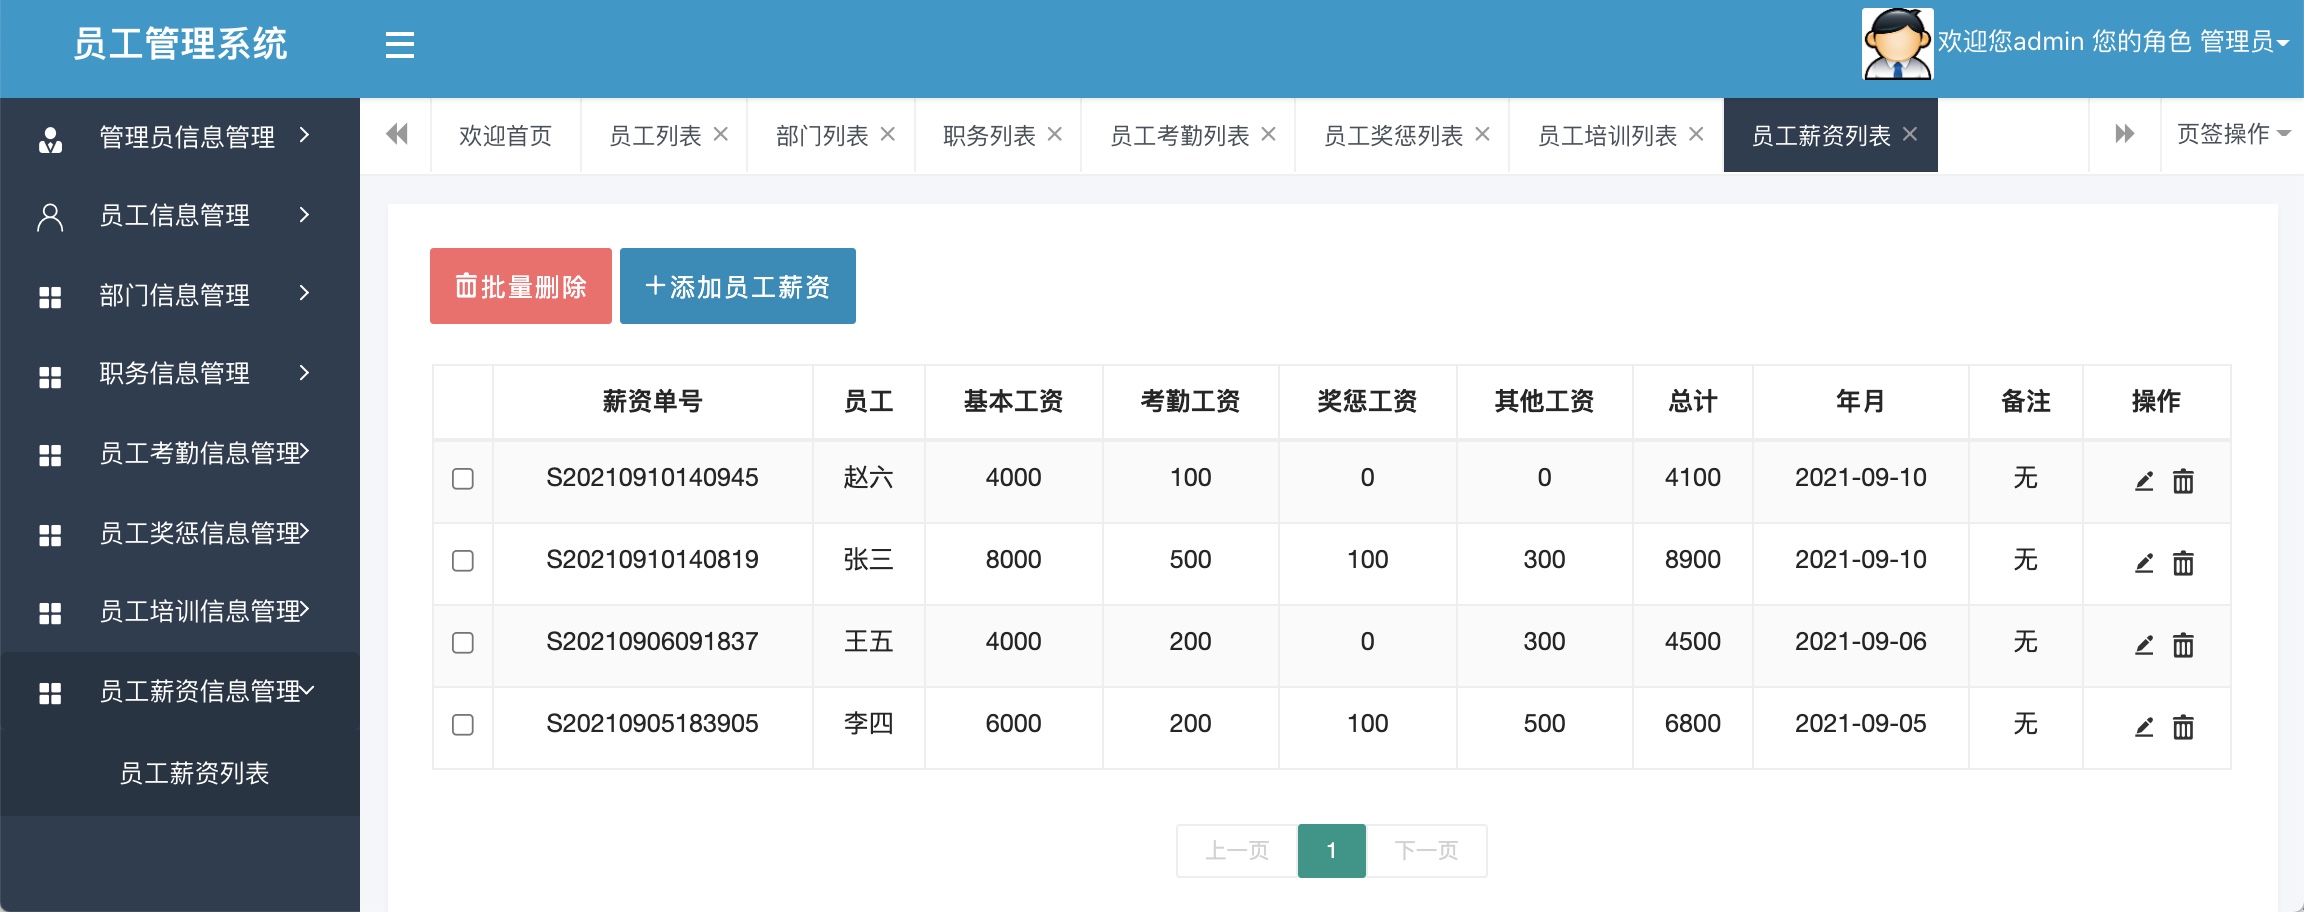 员工管理系统
欢迎您admin 您的角色 管理员
管理员信息管理
员工信息管理
部门信息管理
职务信息管理
员工考勤信息管理
员工奖惩信息管理
员工培训信息管理
员工薪资信息管理
员工薪资列表
欢迎首页 员工列表 部门列表 职务列表 员工考勤列表 员工奖惩列表 员工培训列表 员工薪资列表 页签操作
批量删除 添加员工薪资
薪资单号 员工 基本工资 考勤工资 奖惩工资 其他工资 总计 年月 备注 操作
S20210910140945 赵六 4000 100 0 0 4100 2021-09-10 无
S20210910140819 张三 8000 500 100 300 8900 2021-09-10 无
S20210906091837 王五 4000 200 0 300 4500 2021-09-06 无
S20210905183905 李四 6000 200 100 500 6800 2021-09-05 无
上一页 1 下一页